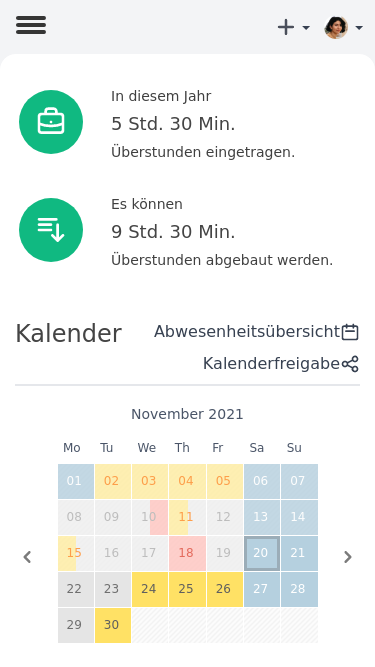 In diesem Jahr
5 Std. 30 Min.
Überstunden eingetragen.
Es können
9 Std. 30 Min.
Überstunden abgebaut werden.
Kalender
Abwesenheitsübersicht
Kalenderfreigabe
November 2021
Mo Tu We Th Fr Sa Su
01 02 03 04 05 06 07
08 09 10 11 12 13 14
15 16 17 18 19 20 21
22 23 24 25 26 27 28
29 30